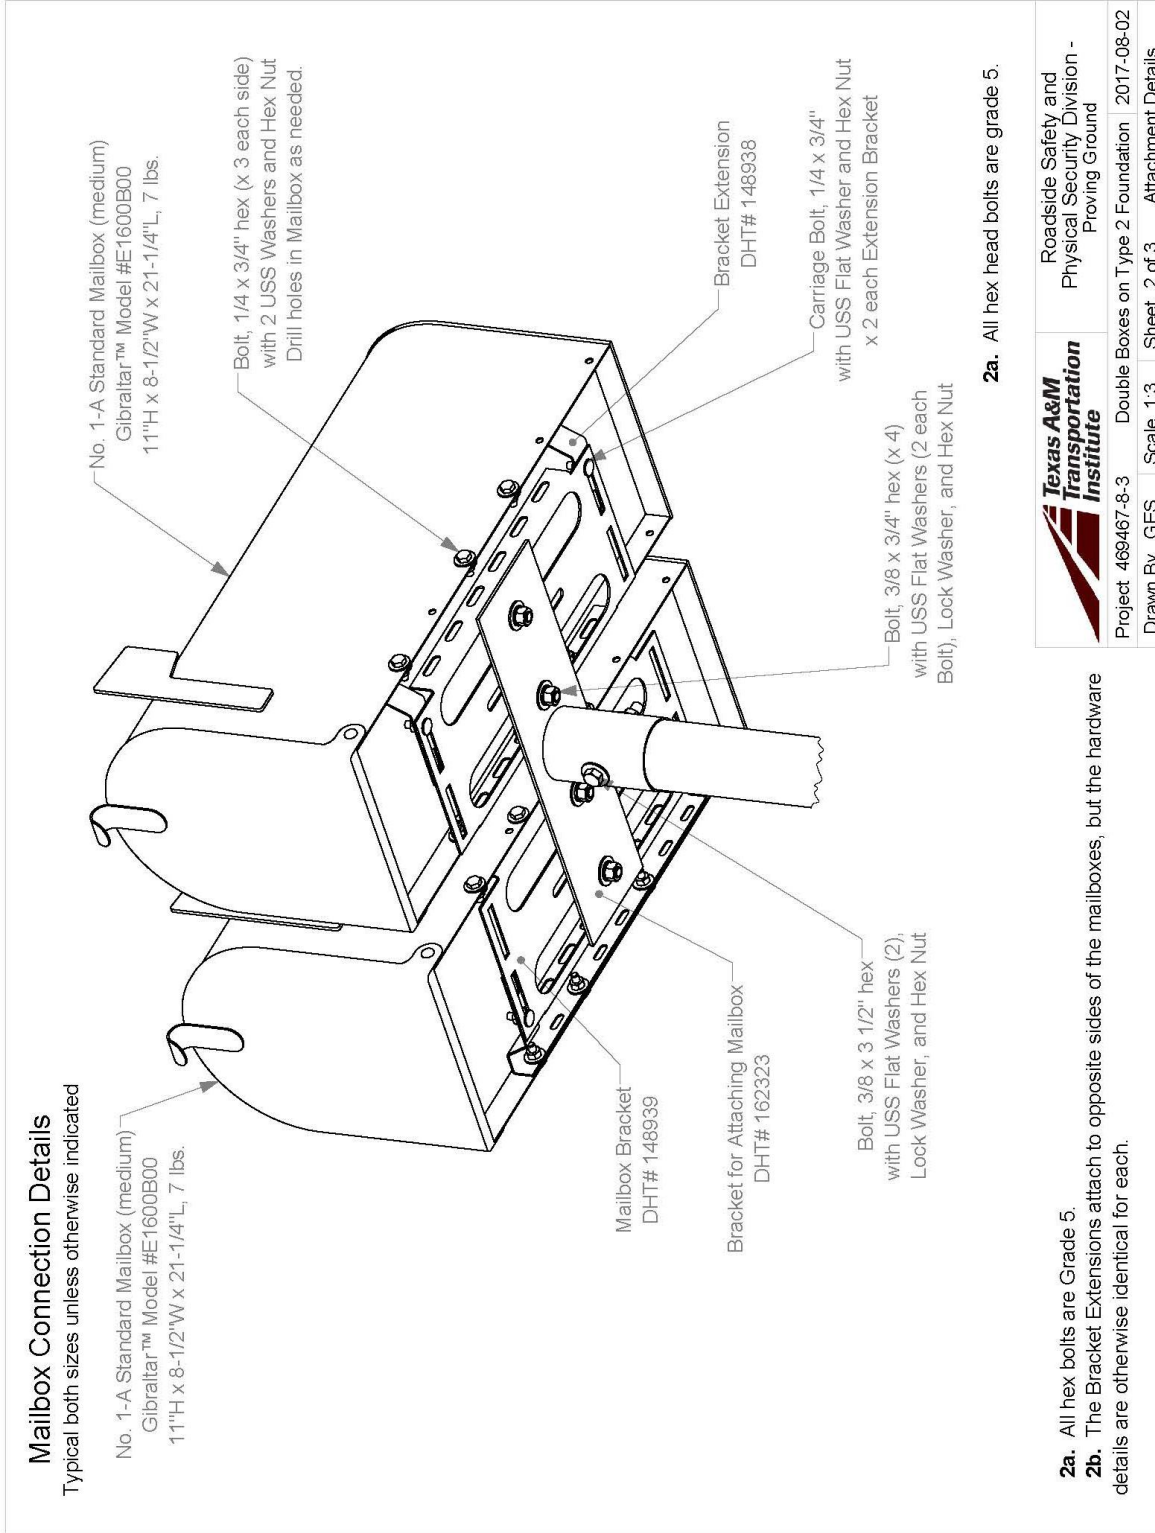 Mailbox Connection Details
Typical both sizes unless otherwise indicated
No. 1-A Standard Mailbox (medium)
Gibraltar™ Model #E1600B00
11"H x 8-1/2"W x 21-1/4"L, 7 lbs.
No. 1-A Standard Mailbox (medium)
Gibraltar™ Model #E1600B00
11"H x 8-1/2"W x 21-1/4"L, 7 lbs.
Bolt, 1/4 x 3/4" hex (x 3 each side)
with 2 USS Washers and Hex Nut
Drill holes in Mailbox as needed.
Mailbox Bracket
DHT# 148939
Bracket for Attaching Mailbox
DHT# 162323
Bolt, 3/8 x 3 1/2" hex
with USS Flat Washers (2),
Lock Washer, and Hex Nut
Bolt, 3/8 x 3/4" hex (x 4)
with USS Flat Washers (2 each
Bolt), Lock Washer, and Hex Nut
Bracket Extension
DHT# 148938
Carriage Bolt, 1/4 x 3/4"
with USS Flat Washer and Hex Nut
x 2 each Extension Bracket
2a. All hex head bolts are grade 5.
2a. All hex bolts are Grade 5.
2b. The Bracket Extensions attach to opposite sides of the mailboxes, but the hardware
details are otherwise identical for each.
Texas A&M
Transportation
Institute
Roadside Safety and
Physical Security Division -
Proving Ground
Project 469467-8-3 Double Boxes on Type 2 Foundation 2017-08-02
Drawn By GES Scale 1:3 Sheet 2 of 3 Attachment Details